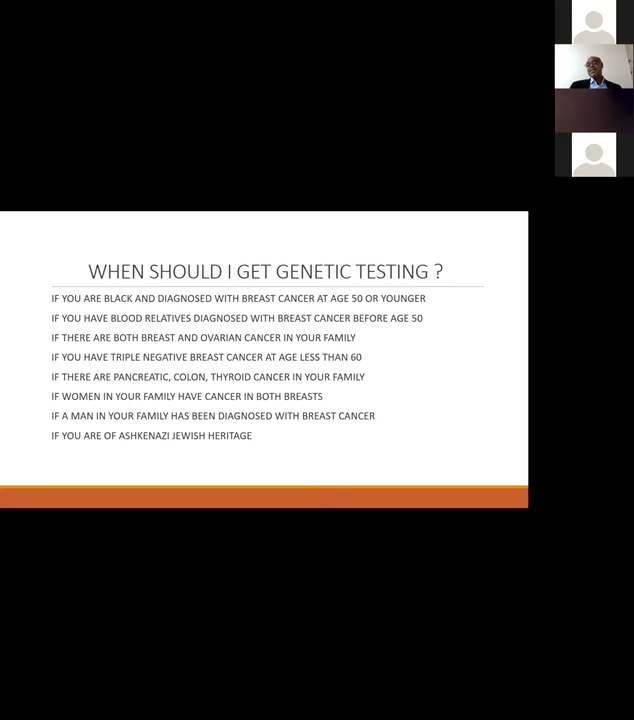 WHEN SHOULD I GET GENETIC TESTING ?
IF YOU ARE BLACK AND DIAGNOSED WITH BREAST CANCER AT AGE 50 OR YOUNGER
IF YOU HAVE BLOOD RELATIVES DIAGNOSED WITH BREAST CANCER BEFORE AGE 50
IF THERE ARE BOTH BREAST AND OVARIAN CANCER IN YOUR FAMILY
IF YOU HAVE TRIPLE NEGATIVE BREAST CANCER AT AGE LESS THAN 60
IF THERE ARE PANCREATIC, COLON, THYROID CANCER IN YOUR FAMILY
IF WOMEN IN YOUR FAMILY HAVE CANCER IN BOTH BREASTS
IF A MAN IN YOUR FAMILY HAS BEEN DIAGNOSED WITH BREAST CANCER
IF YOU ARE OF ASHKENAZI JEWISH HERITAGE